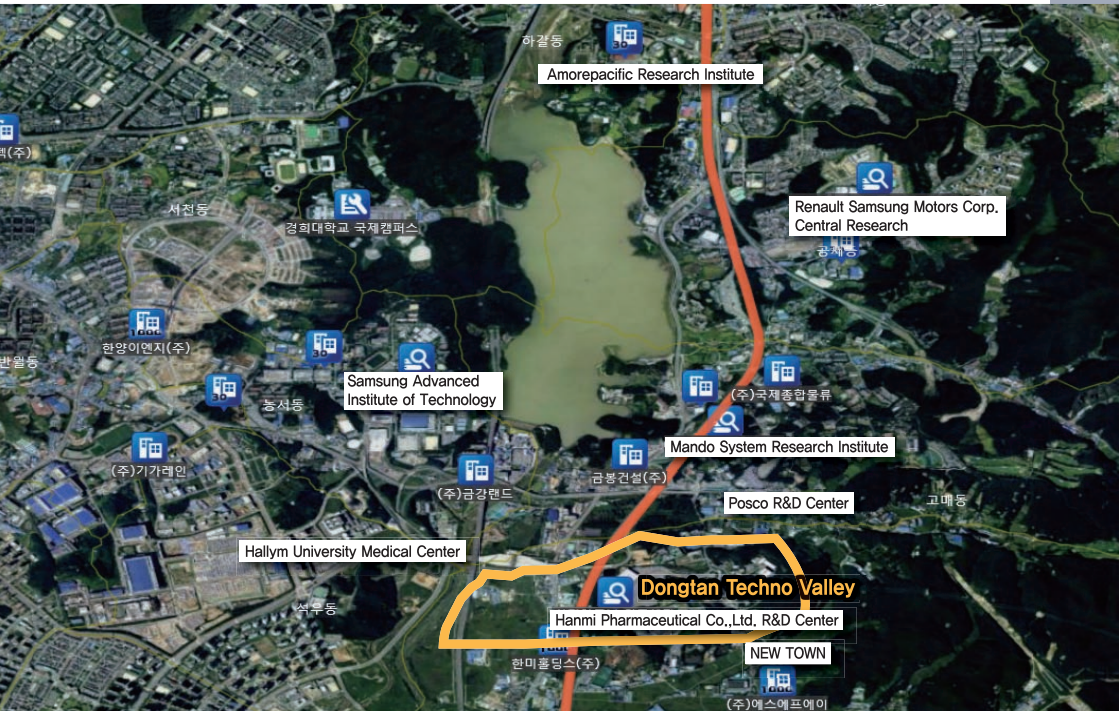 하갈동
30
Amorepacific Research Institute
서천동
경희대학교 국제캠퍼스
Renault Samsung Motors Corp.
Central Research
공세동
1000
한양이엔지(주)
반월동
30
30
농서동
Samsung Advanced
Institute of Technology
(주)국제종합물류
Mando System Research Institute
(주)기가레인
(주)금강랜드
금봉건설(주)
Posco R&D Center
고매동
Hallym University Medical Center
Dongtan Techno Valley
Hanmi Pharmaceutical Co.,Ltd. R&D Center
석우동
한미홀딩스(주)
NEW TOWN
1000
(주)에스에프에이